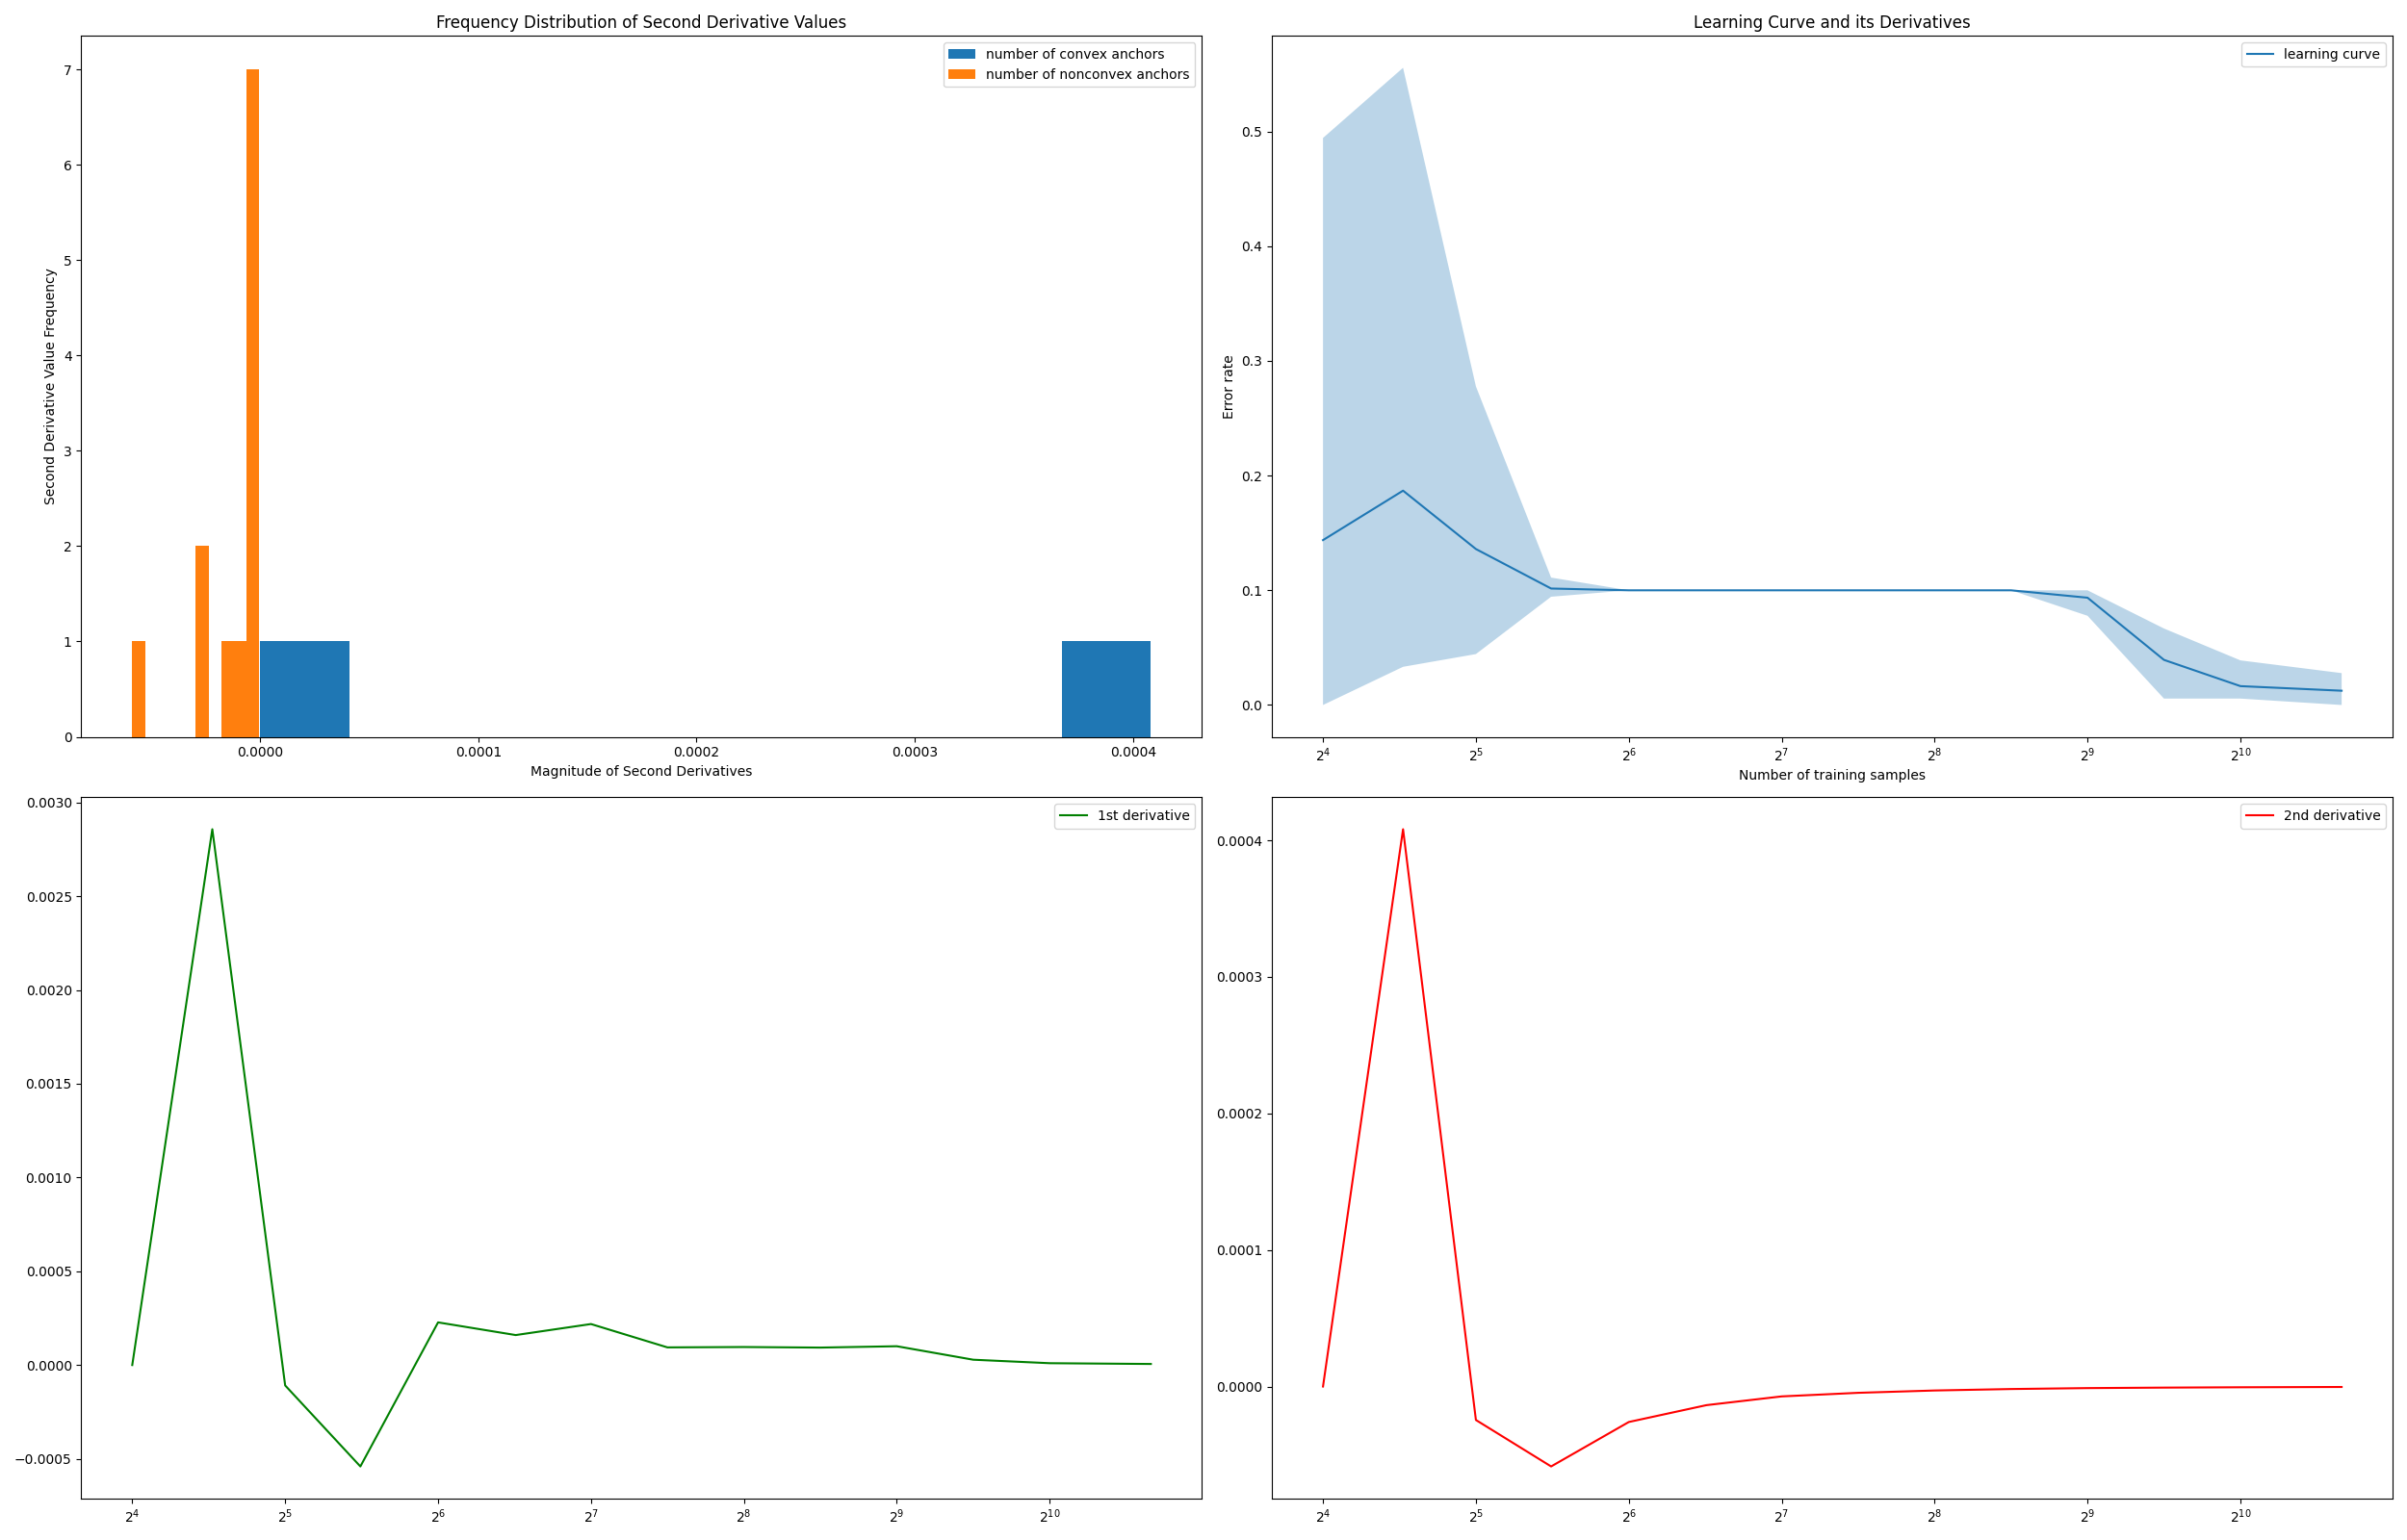 Frequency Distribution of Second Derivative Values
number of convex anchors
number of nonconvex anchors
Second Derivative Value Frequency
7
6
5
4
3
2
1
0
0.0000 0.0001 0.0002 0.0003 0.0004
Magnitude of Second Derivatives
Learning Curve and its Derivatives
learning curve
Error rate
0.5
0.4
0.3
0.2
0.1
0.0
2^4 2^5 2^6 2^7 2^8 2^9 2^10
Number of training samples
1st derivative
0.0030
0.0025
0.0020
0.0015
0.0010
0.0005
0.0000
−0.0005
2^4 2^5 2^6 2^7 2^8 2^9 2^10
2nd derivative
0.0004
0.0003
0.0002
0.0001
0.0000
2^4 2^5 2^6 2^7 2^8 2^9 2^10